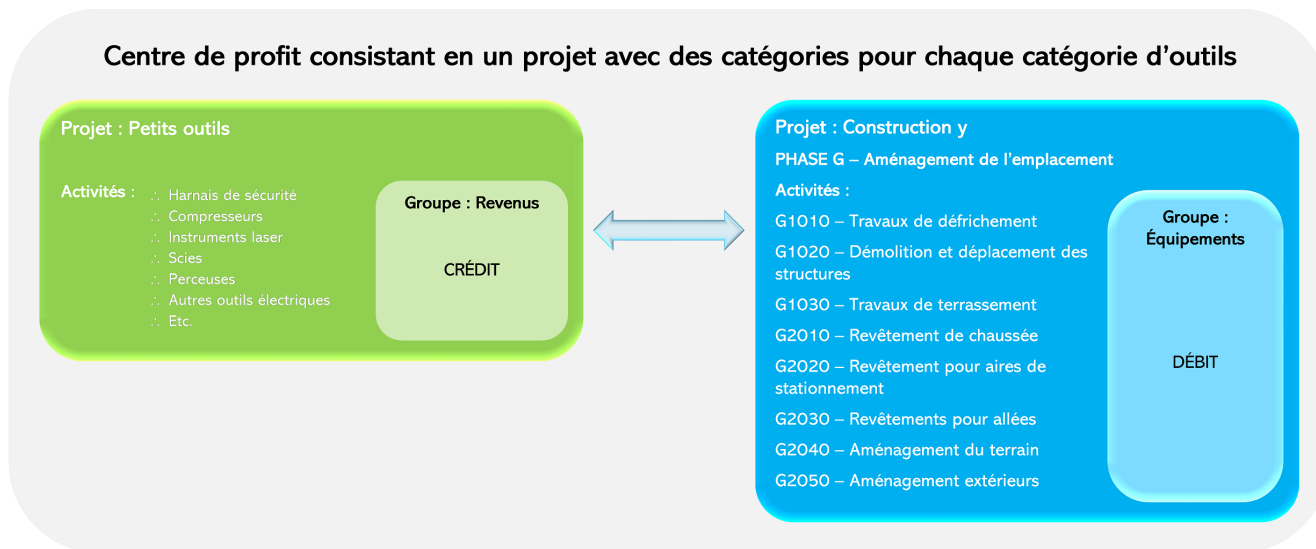 Centre de profit consistant en un projet avec des catégories pour chaque catégorie d'outils
Projet : Petits outils
Activités :
∴ Harnais de sécurité
∴ Compresseurs
∴ Instruments laser
∴ Scies
∴ Perceuses
∴ Autres outils électriques
∴ Etc.
Groupe : Revenus
CRÉDIT
Projet : Construction y
PHASE G – Aménagement de l'emplacement
Activités :
G1010 – Travaux de défrichement
G1020 – Démolition et déplacement des
structures
G1030 – Travaux de terrassement
G2010 – Revêtement de chaussée
G2020 – Revêtement pour aires de
stationnement
G2030 – Revêtements pour allées
G2040 – Aménagement du terrain
G2050 – Aménagement extérieurs
Groupe :
Équipements
DÉBIT